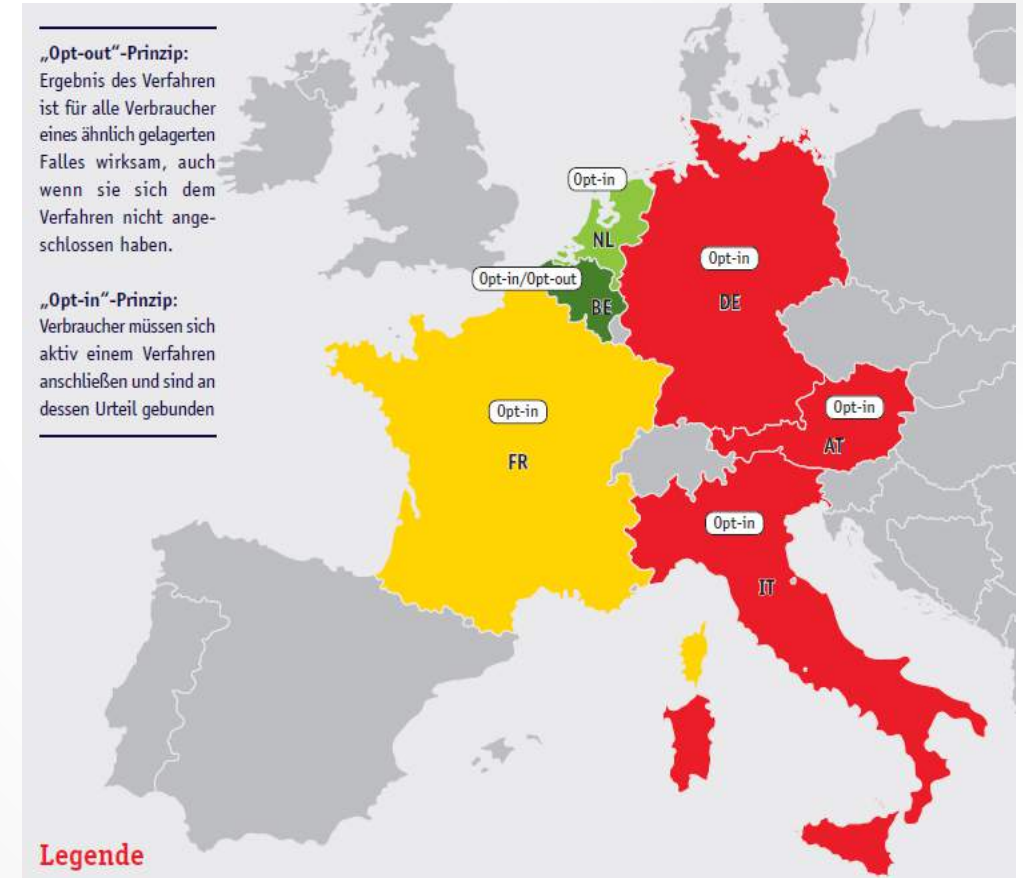 „Opt-out“-Prinzip:
Ergebnis des Verfahren
ist für alle Verbraucher
eines ähnlich gelagerten
Falles wirksam, auch
wenn sie sich dem
Verfahren nicht ange-
schlossen haben.
„Opt-in“-Prinzip:
Verbraucher müssen sich
aktiv einem Verfahren
anschließen und sind an
dessen Urteil gebunden
Opt-in
NL
Opt-in/Opt-out
BE
Opt-in
DE
Opt-in
AT
Opt-in
FR
Opt-in
IT
Legende